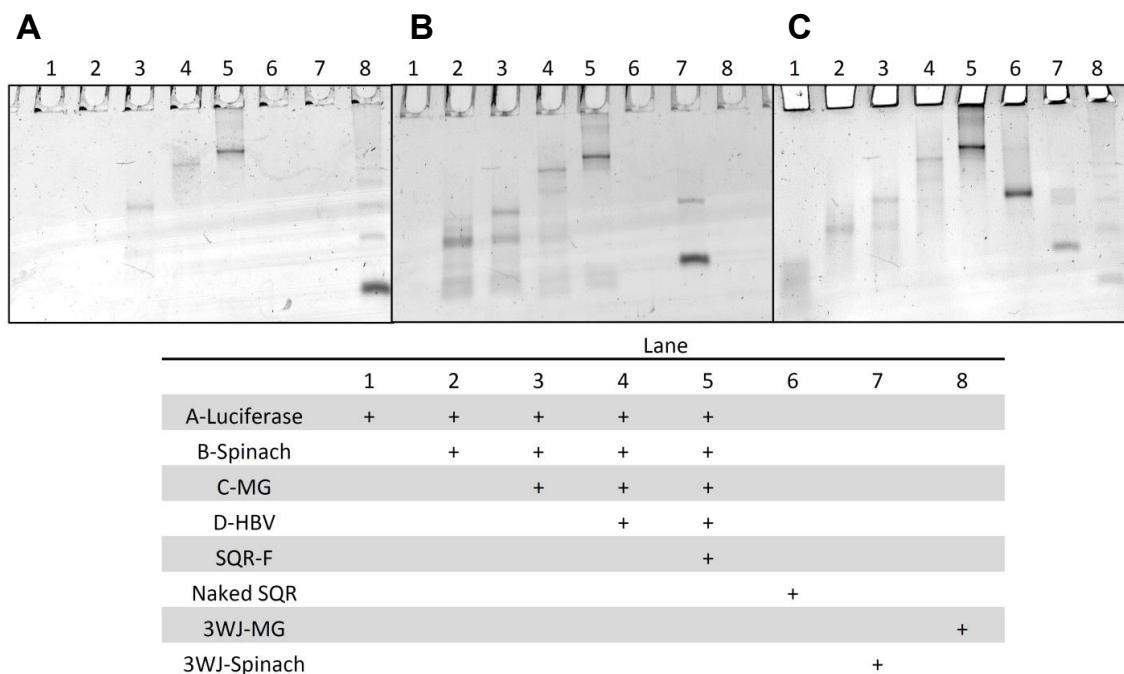 A B C
1 2 3 4 5 6 7 8 1 2 3 4 5 6 7 8 1 2 3 4 5 6 7 8
Lane
1 2 3 4 5 6 7 8
A-Luciferase + + + + +
B-Spinach + + + +
C-MG + + +
D-HBV + +
SQR-F +
Naked SQR +
3WJ-MG +
3WJ-Spinach +